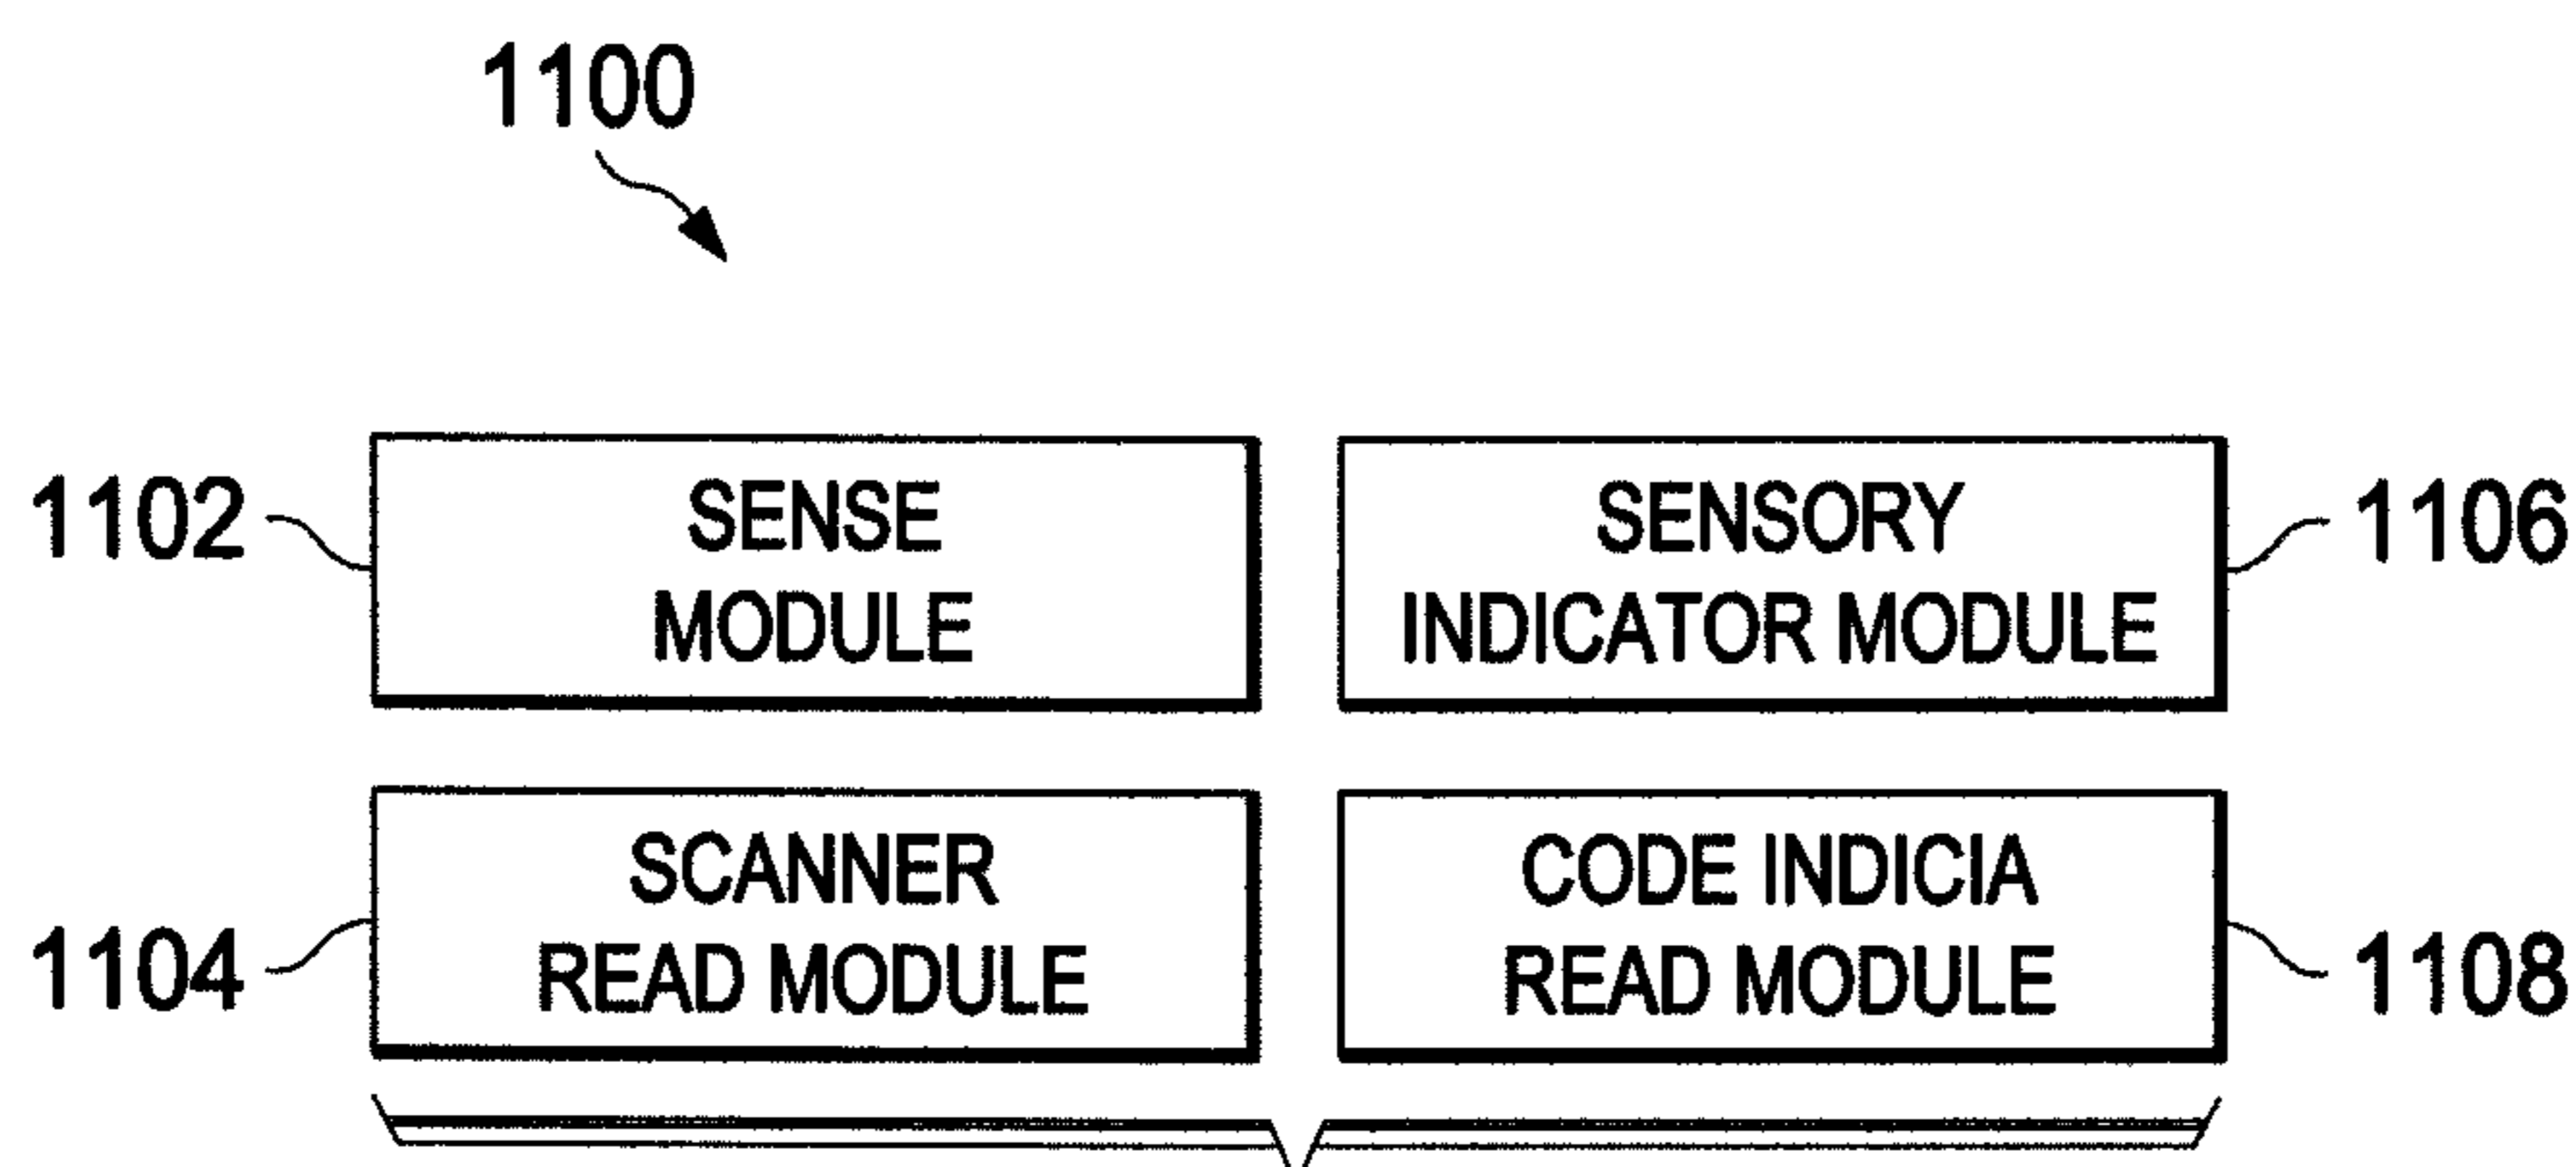 1100
1102
SENSE
MODULE
SENSORY
INDICATOR MODULE
1106
1104
SCANNER
READ MODULE
CODE INDICIA
READ MODULE
1108